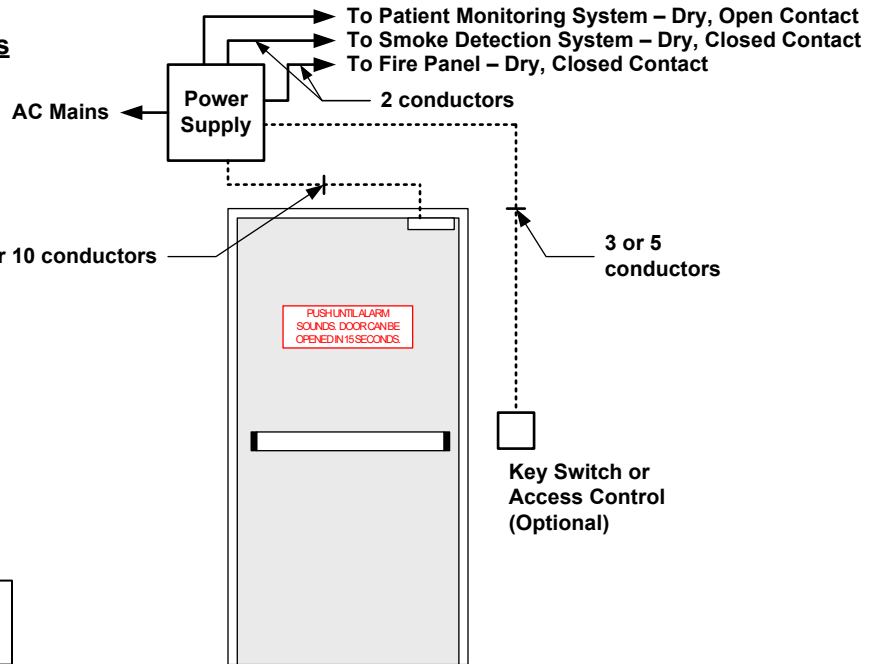 To Patient Monitoring System – Dry, Open Contact
s
To Smoke Detection System – Dry, Closed Contact
To Fire Panel – Dry, Closed Contact
2 conductors
AC Mains
Power
Supply
r 10 conductors
3 or 5
conductors
PUSH UNTIL ALARM
SOUNDS. DOOR CAN BE
OPENED IN 15 SECONDS.
Key Switch or
Access Control
(Optional)